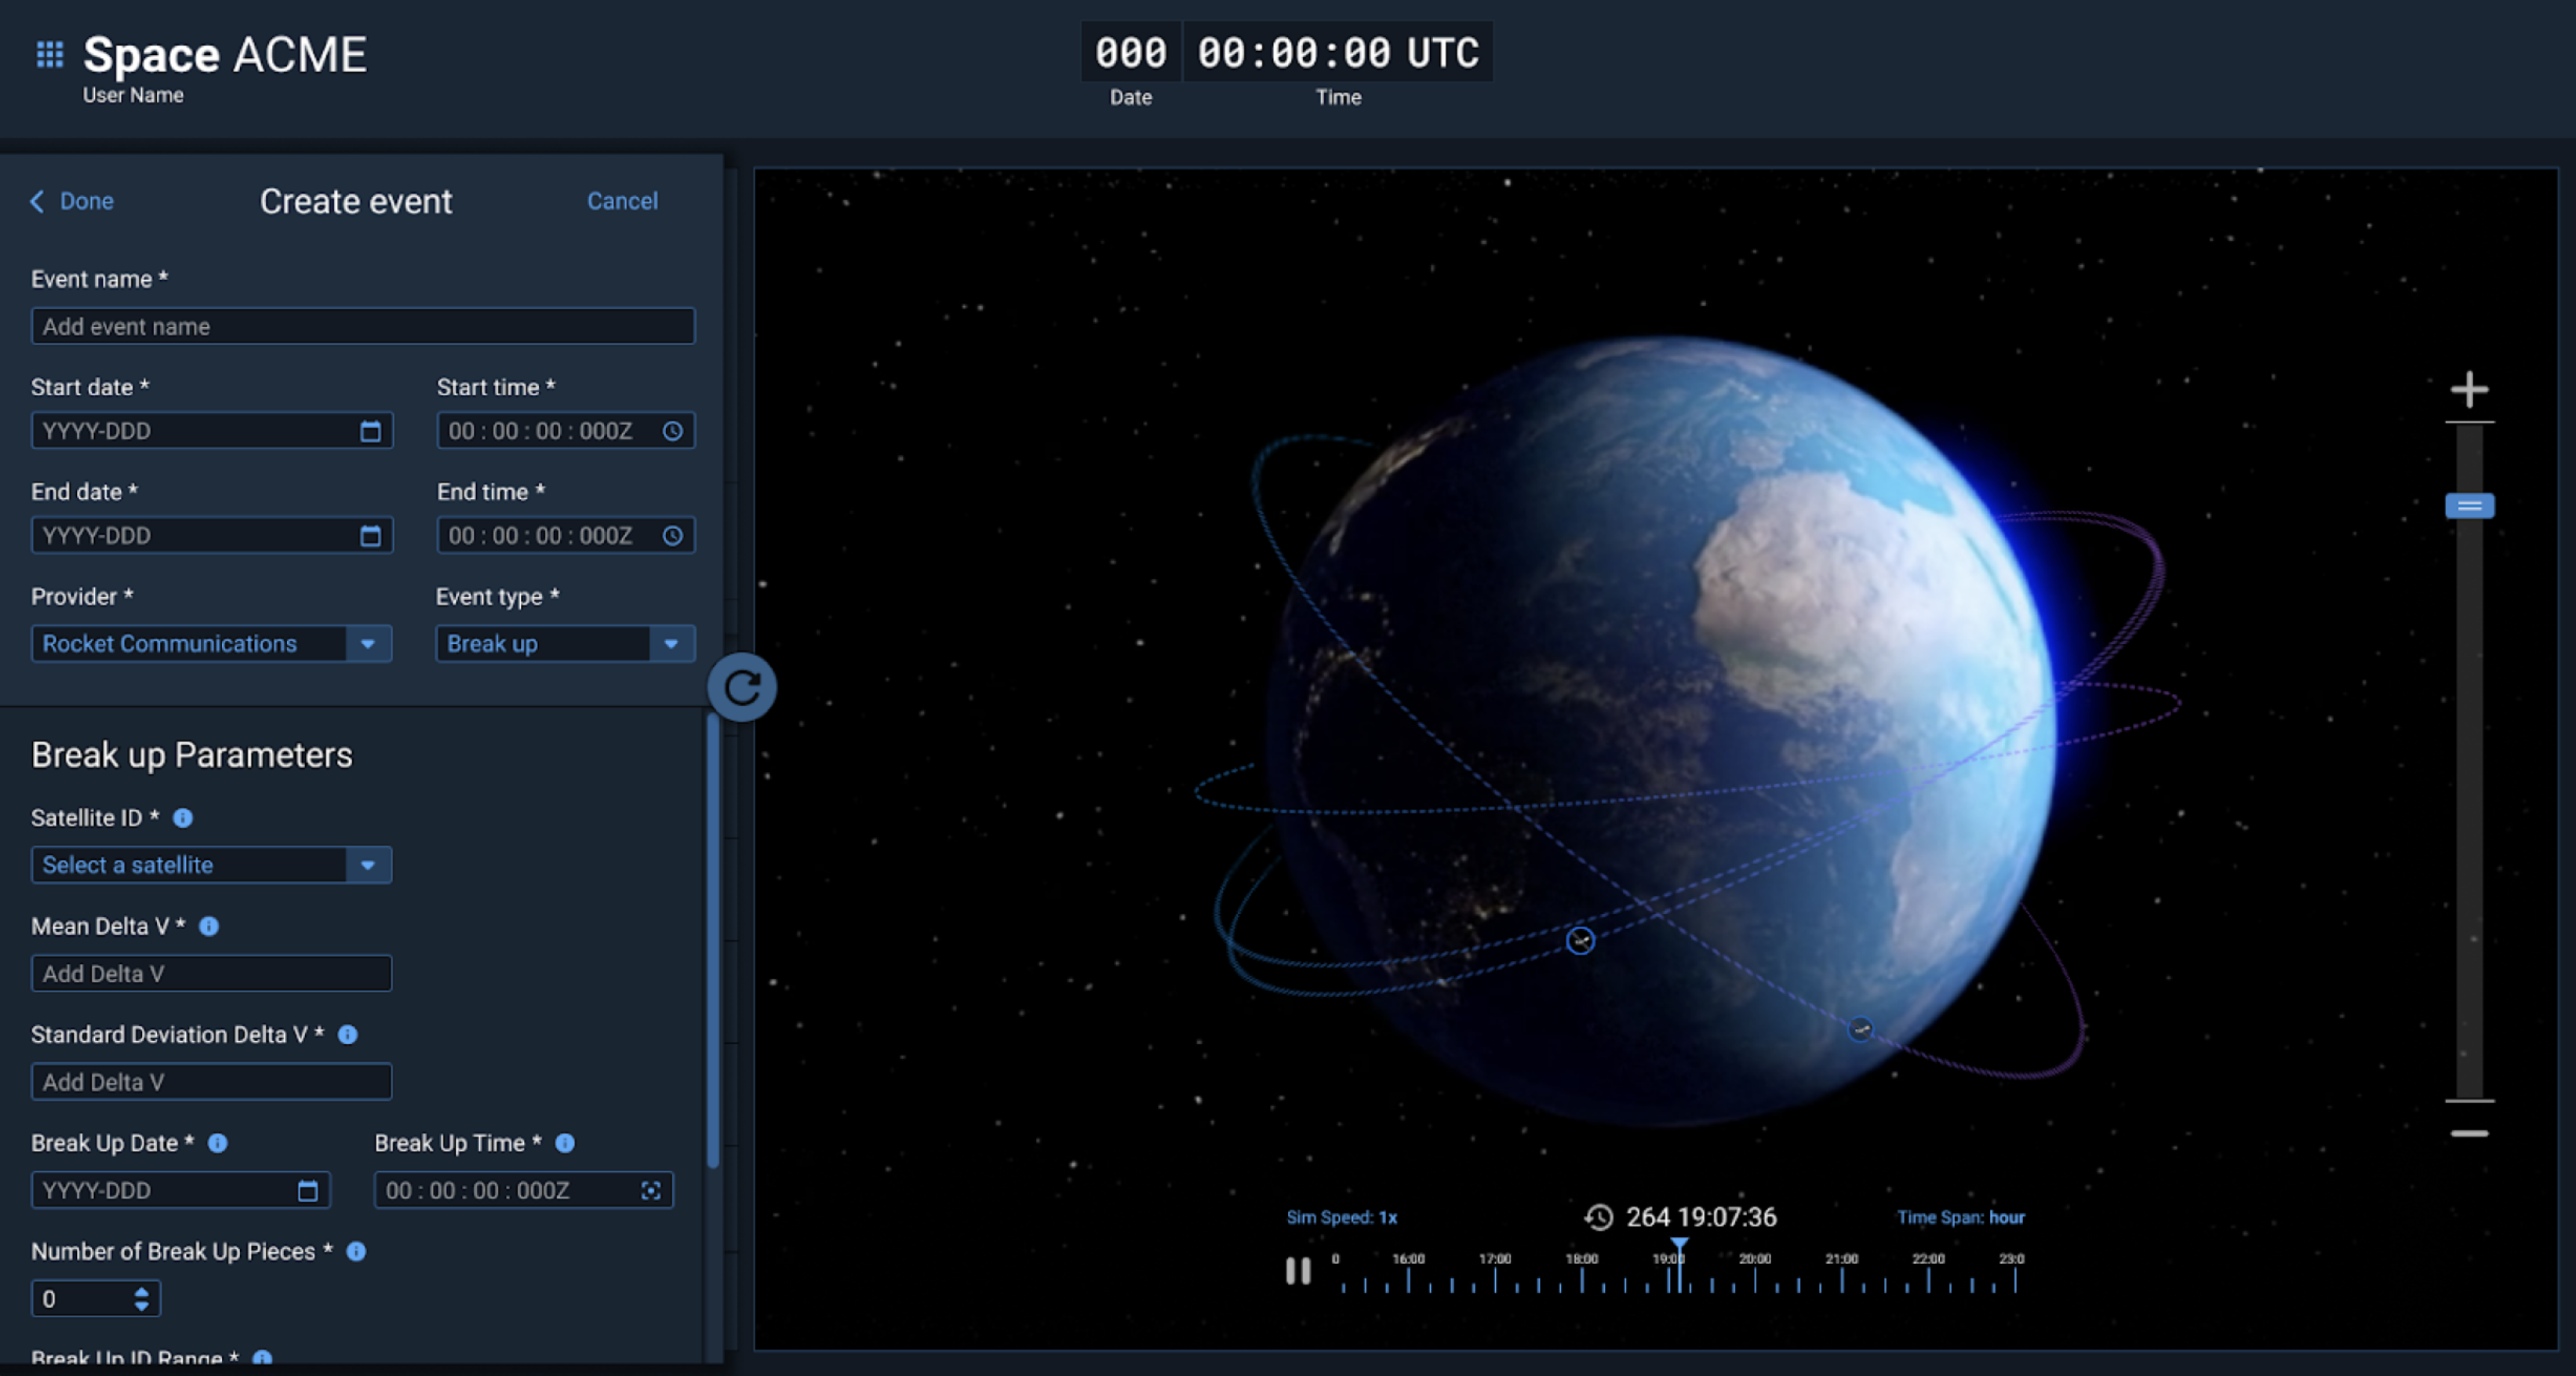 Space ACME
User Name
000 00:00:00 UTC
Date Time
Done Create event Cancel
Event name *
Add event name
Start date * Start time *
YYYY-DDD 00 : 00 : 00 : 000Z
End date * End time *
YYYY-DDD 00 : 00 : 00 : 000Z
Provider * Event type *
Rocket Communications Break up
Break up Parameters
Satellite ID *
Select a satellite
Mean Delta V *
Add Delta V
Standard Deviation Delta V *
Add Delta V
Break Up Date * Break Up Time *
YYYY-DDD 00 : 00 : 00 : 000Z
Number of Break Up Pieces *
0
Break Up ID Range *
Sim Speed: 1x 264 19:07:36 Time Span: hour
0 16:00 17:00 18:00 19:00 20:00 21:00 22:00 23:0